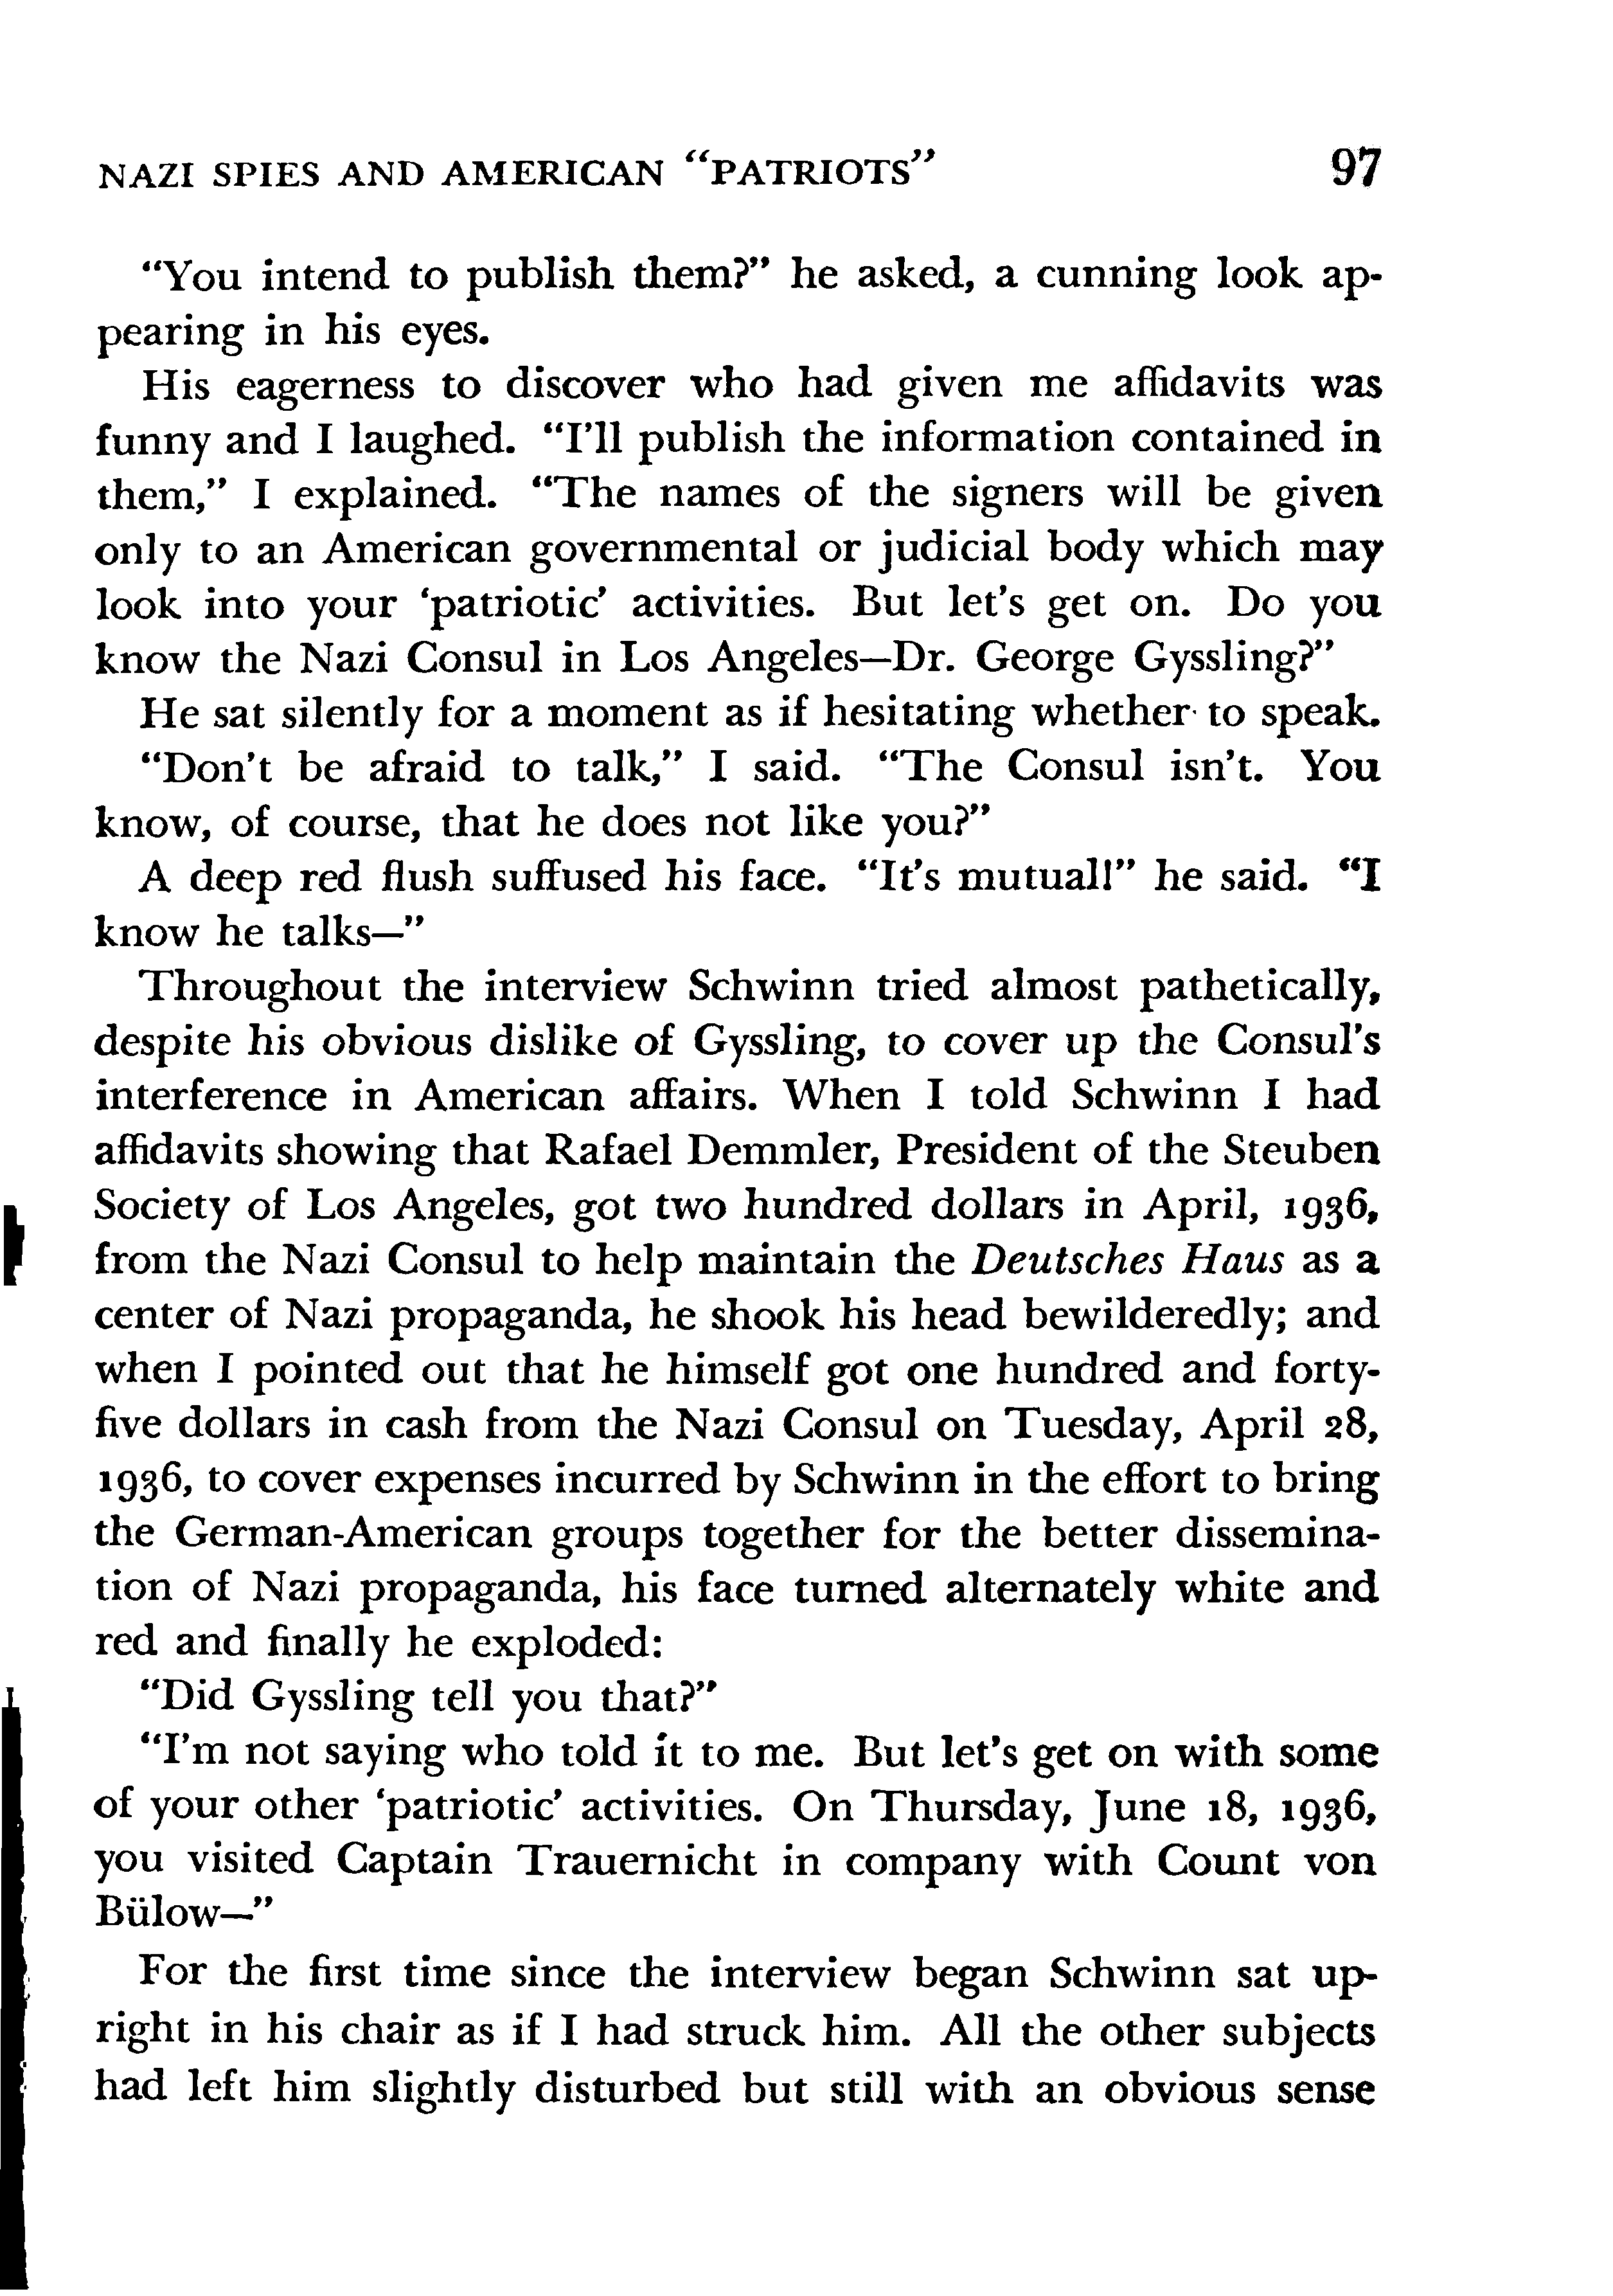 NAZI SPIES AND AMERICAN “PATRIOTS” 97
“You intend to publish them?” he asked, a cunning look ap-
pearing in his eyes.
His eagerness to discover who had given me affidavits was
funny and I laughed. “I’ll publish the information contained in
them,” I explained. “The names of the signers will be given
only to an American governmental or judicial body which may
look into your ‘patriotic’ activities. But let’s get on. Do you
know the Nazi Consul in Los Angeles—Dr. George Gyssling?”
He sat silently for a moment as if hesitating whether to speak.
“Don’t be afraid to talk,” I said. “The Consul isn’t. You
know, of course, that he does not like you?”
A deep red flush suffused his face. “It’s mutual!” he said. “I
know he talks—”
Throughout the interview Schwinn tried almost pathetically,
despite his obvious dislike of Gyssling, to cover up the Consul’s
interference in American affairs. When I told Schwinn I had
affidavits showing that Rafael Demmler, President of the Steuben
Society of Los Angeles, got two hundred dollars in April, 1936,
from the Nazi Consul to help maintain the Deutsches Haus as a
center of Nazi propaganda, he shook his head bewilderedly; and
when I pointed out that he himself got one hundred and forty-
five dollars in cash from the Nazi Consul on Tuesday, April 28,
1936, to cover expenses incurred by Schwinn in the effort to bring
the German-American groups together for the better dissemina-
tion of Nazi propaganda, his face turned alternately white and
red and finally he exploded:
“Did Gyssling tell you that?”
“I’m not saying who told it to me. But let’s get on with some
of your other ‘patriotic’ activities. On Thursday, June 18, 1936,
you visited Captain Trauernicht in company with Count von
Bülow—”
For the first time since the interview began Schwinn sat up-
right in his chair as if I had struck him. All the other subjects
had left him slightly disturbed but still with an obvious sense